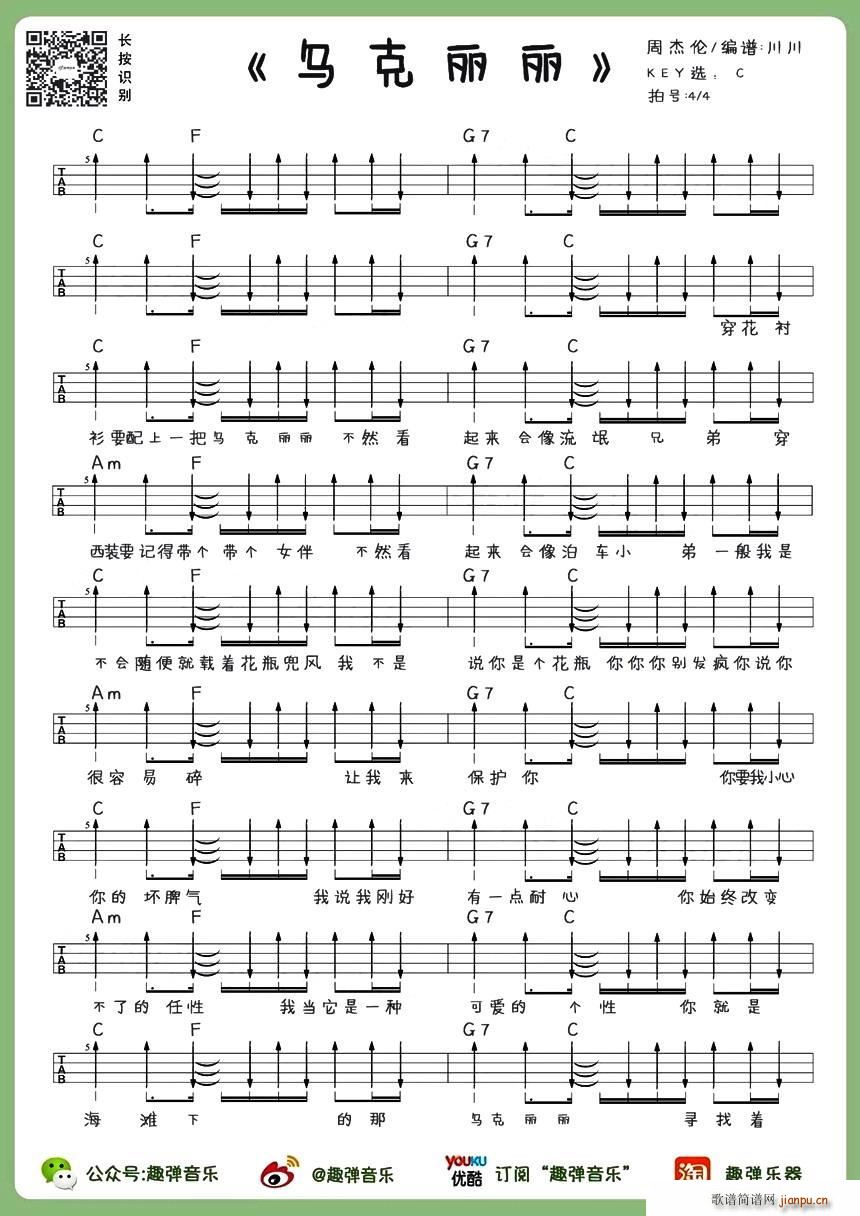 长按识别
《乌克丽丽》
周杰伦/编谱:川川
KEY选: C
拍号:4/4
C F G7 C
5
TAB
C F G7 C
5
TAB
穿花 衬
C F G7 C
5
TAB
衫要配上一把乌 克 丽丽 不然 看 起来 会像流 氓 兄 弟 穿
Am F G7 C
5
TAB
西装要记得带个 带个 女伴 不然看 起来 会像泊 车小 弟 一般我是
C F G7 C
5
TAB
不会随便就载着花瓶兜风 我 不是 说你是个花瓶 你你你别发疯你说你
Am F G7 C
5
TAB
很容 易 碎 让我 来 保护你 你要我小心
C F G7 C
5
TAB
你的 坏脾气 我说我刚好 有一点耐 心 你始终改变
Am F G7 C
5
TAB
不了的 任性 我当它是一种 可爱的 个性 你 就 是
C F G7 C
5
TAB
海 滩 下 的那 乌克丽丽 寻找着
公众号:趣弹音乐
@趣弹音乐
YOUKU 优酷
订阅“趣弹音乐”
淘
趣弹乐器
歌谱简谱网 jianpu.cn